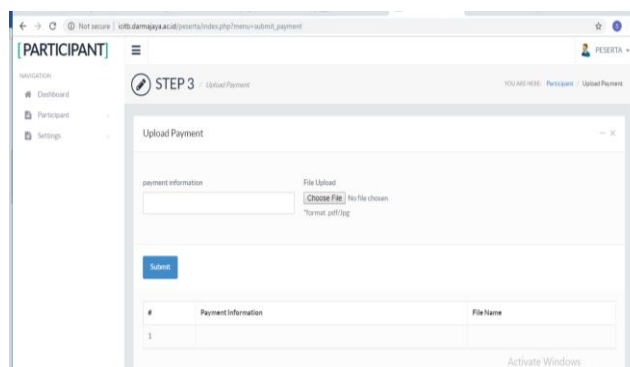 Not secure | icitb.darmajaya.ac.id/peserta/index.php?menu=submit_payment
[PARTICIPANT]
PESERTA
NAVIGATION
Dashboard
Participant
Settings
STEP 3 / Upload Payment
YOU ARE HERE: Participant / Upload Payment
Upload Payment
payment information
File Upload
Choose File No file chosen
*format pdf/jpg
Submit
# Payment Information File Name
1
Activate Windows